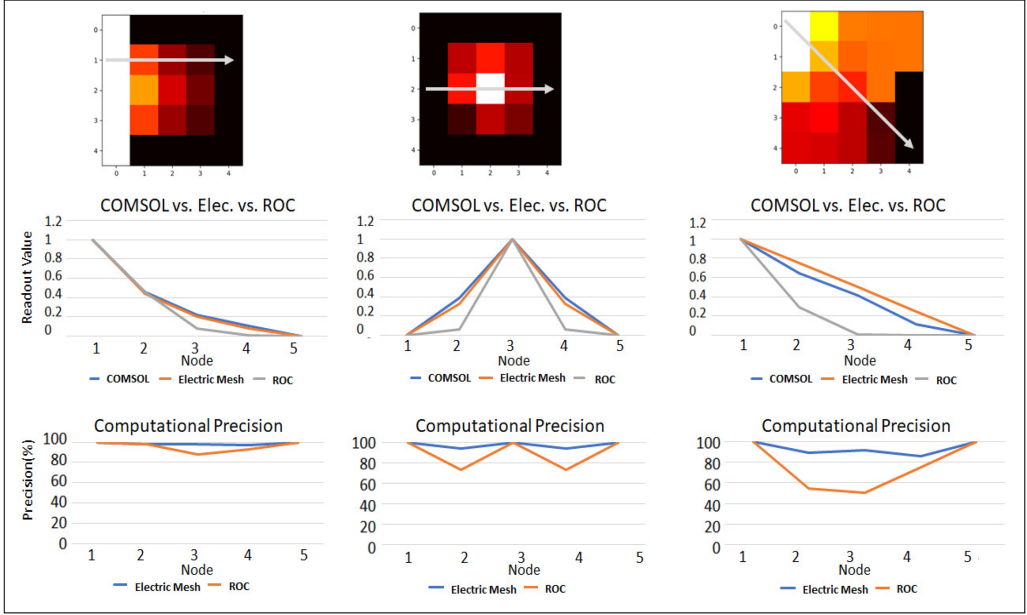 0
1
2
3
4
0 1 2 3 4
0
1
2
3
4
0 1 2 3 4
0
1
2
3
4
0 1 2 3 4
COMSOL vs. Elec. vs. ROC
Readout Value
1.2
1
0.8
0.6
0.4
0.2
0
1 2 3 4 5
Node
COMSOL Electric Mesh ROC
COMSOL vs. Elec. vs. ROC
1.2
1
0.8
0.6
0.4
0.2
0
1 2 3 4 5
Node
COMSOL Electric Mesh ROC
COMSOL vs. Elec. vs. ROC
1.2
1
0.8
0.6
0.4
0.2
0
1 2 3 4 5
Node
COMSOL Electric Mesh ROC
Computational Precision
Precision(%)
100
80
60
40
20
0
1 2 3 4 5
Node
Electric Mesh ROC
Computational Precision
100
80
60
40
20
0
1 2 3 4 5
Node
Electric Mesh ROC
Computational Precision
100
80
60
40
20
0
1 2 3 4 5
Node
Electric Mesh ROC